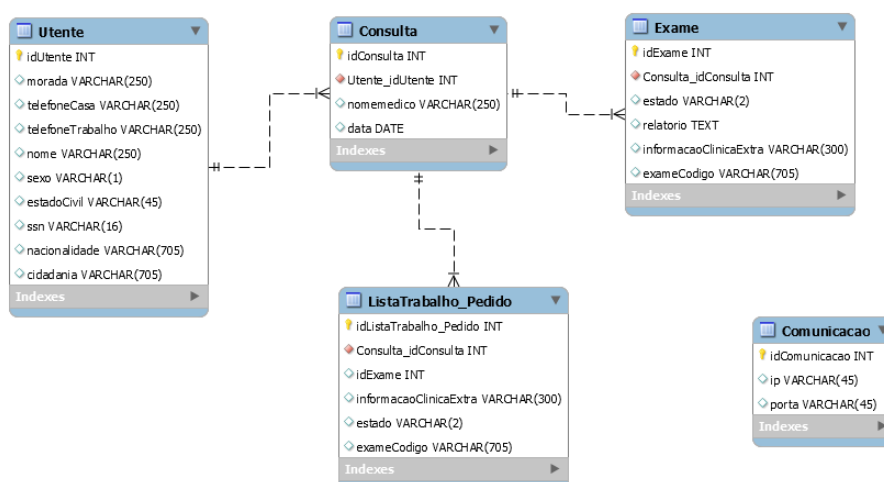 Utente
idUtente INT
morada VARCHAR(250)
telefoneCasa VARCHAR(250)
telefoneTrabalho VARCHAR(250)
nome VARCHAR(250)
sexo VARCHAR(1)
estadoCivil VARCHAR(45)
ssn VARCHAR(16)
nacionalidade VARCHAR(705)
cidadania VARCHAR(705)
Indexes
Consulta
idConsulta INT
Utente_idUtente INT
nomemedico VARCHAR(250)
data DATE
Indexes
Exame
idExame INT
Consulta_idConsulta INT
estado VARCHAR(2)
relatorio TEXT
informacaoClinicaExtra VARCHAR(300)
exameCodigo VARCHAR(705)
Indexes
ListaTrabalho_Pedido
idListaTrabalho_Pedido INT
Consulta_idConsulta INT
idExame INT
informacaoClinicaExtra VARCHAR(300)
estado VARCHAR(2)
exameCodigo VARCHAR(705)
Indexes
Comunicacao
idComunicacao INT
ip VARCHAR(45)
porta VARCHAR(45)
Indexes